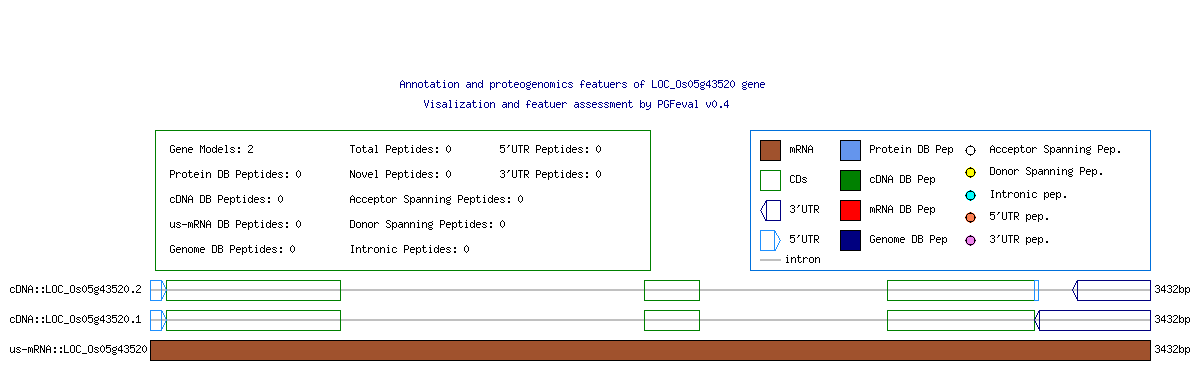 Annotation and proteogenomics featuers of LOC_Os05g43520 gene
Visalization and featuer assessment by PGFeval v0.4
Gene Models: 2 Total Peptides: 0 5'UTR Peptides: 0
Protein DB Peptides: 0 Novel Peptides: 0 3'UTR Peptides: 0
cDNA DB Peptides: 0 Acceptor Spanning Peptides: 0
us-mRNA DB Peptides: 0 Donor Spanning Peptides: 0
Genome DB Peptides: 0 Intronic Peptides: 0
mRNA Protein DB Pep Acceptor Spanning Pep.
CDs cDNA DB Pep Donor Spanning Pep.
3'UTR mRNA DB Pep Intronic pep.
5'UTR Genome DB Pep 5'UTR pep.
intron 3'UTR pep.
cDNA::LOC_Os05g43520.2 3432bp
cDNA::LOC_Os05g43520.1 3432bp
us-mRNA::LOC_Os05g43520 3432bp